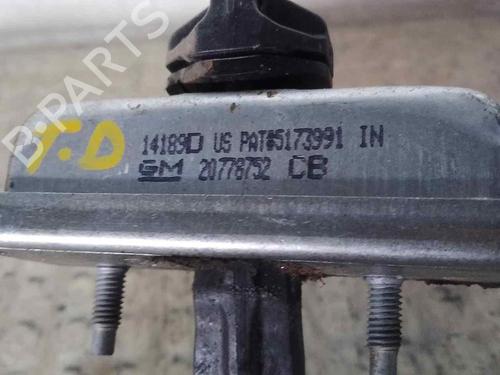 B-PARTS
T.D
14189D US PAT#5173991 IN
GM 20778752 CB